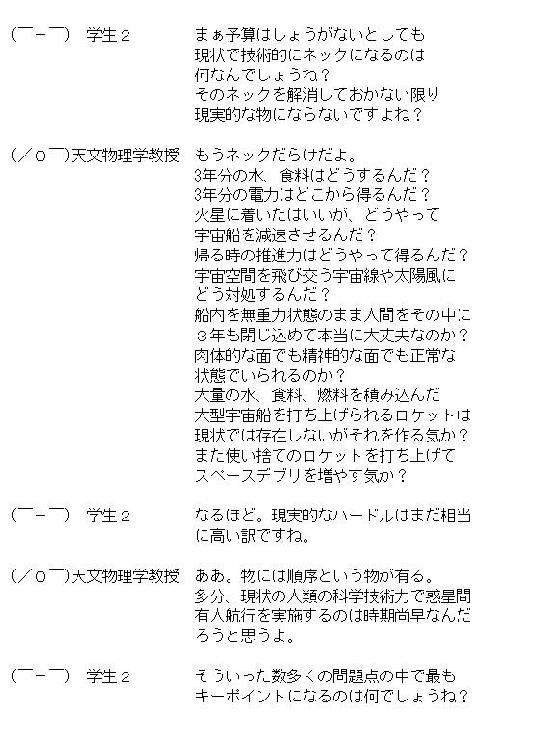 (￣－￣)　学生２　　まぁ予算はしょうがないとしても
現状で技術的にネックになるのは
何なんでしょうね？
そのネックを解消しておかない限り
現実的な物にならないですよね？
(／０￣)天文物理学教授　もうネックだらけだよ。
3年分の水、食料はどうするんだ？
3年分の電力はどこから得るんだ？
火星に着いたはいいが、どうやって
宇宙船を減速させるんだ？
帰る時の推進力はどうやって得るんだ？
宇宙空間を飛び交う宇宙線や太陽風に
どう対処するんだ？
船内を無重力状態のまま人間をその中に
３年も閉じ込めて本当に大丈夫なのか？
肉体的な面でも精神的な面でも正常な
状態でいられるのか？
大量の水、食料、燃料を積み込んだ
大型宇宙船を打ち上げられるロケットは
現状では存在しないがそれを作る気か？
また使い捨てのロケットを打ち上げて
スペースデブリを増やす気か？
(￣－￣)　学生２　　なるほど。現実的なハードルはまだ相当
に高い訳ですね。
(／０￣)天文物理学教授　ああ。物には順序という物が有る。
多分、現状の人類の科学技術力で惑星間
有人航行を実施するのは時期尚早なんだ
ろうと思うよ。
(￣－￣)　学生２　　そういった数多くの問題点の中で最も
キーポイントになるのは何でしょうね？